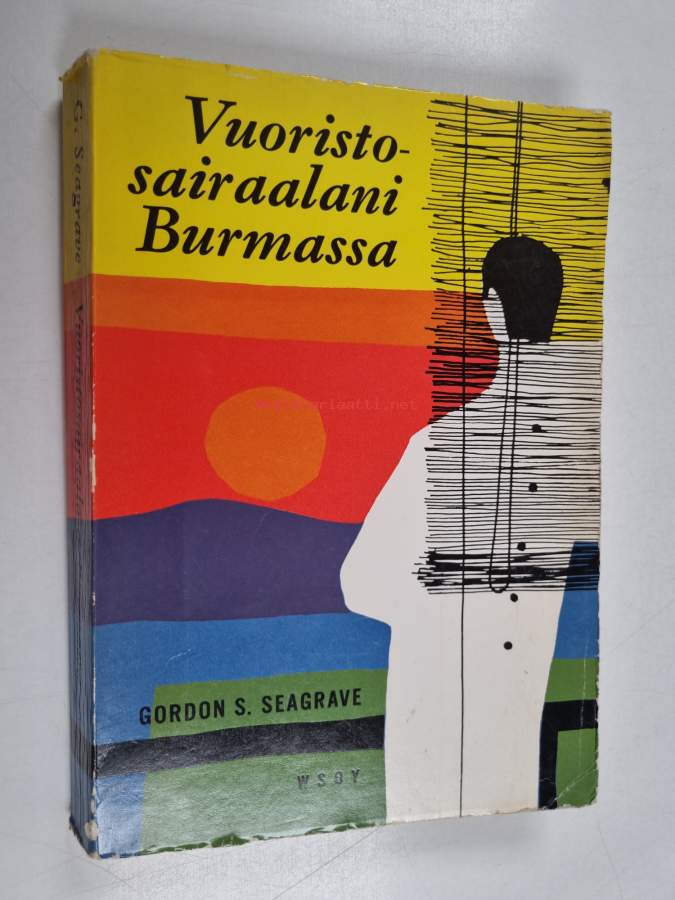 Vuoristo-
sairaalani
Burmassa
GORDON S. SEAGRAVE
WSOY
G. Seagrave